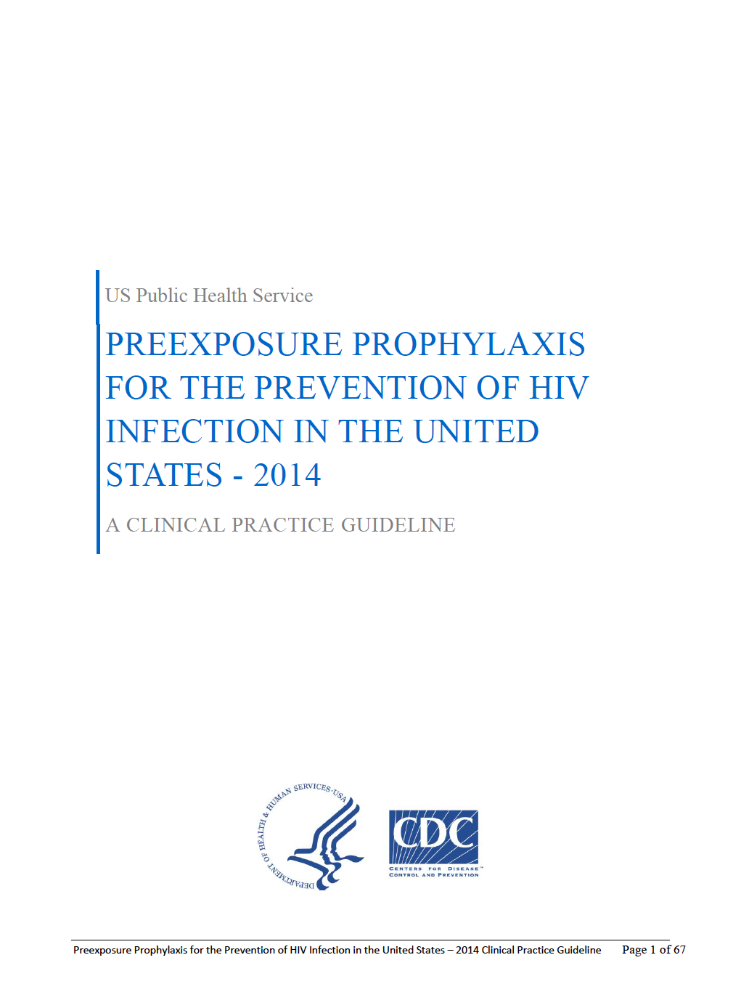 US Public Health Service
PREEXPOSURE PROPHYLAXIS
FOR THE PREVENTION OF HIV
INFECTION IN THE UNITED
STATES - 2014
A CLINICAL PRACTICE GUIDELINE
DEPARTMENT OF HEALTH & HUMAN SERVICES·USA
CDC
CENTERS FOR DISEASE™
CONTROL AND PREVENTION
Preexposure Prophylaxis for the Prevention of HIV Infection in the United States – 2014 Clinical Practice Guideline Page 1 of 67